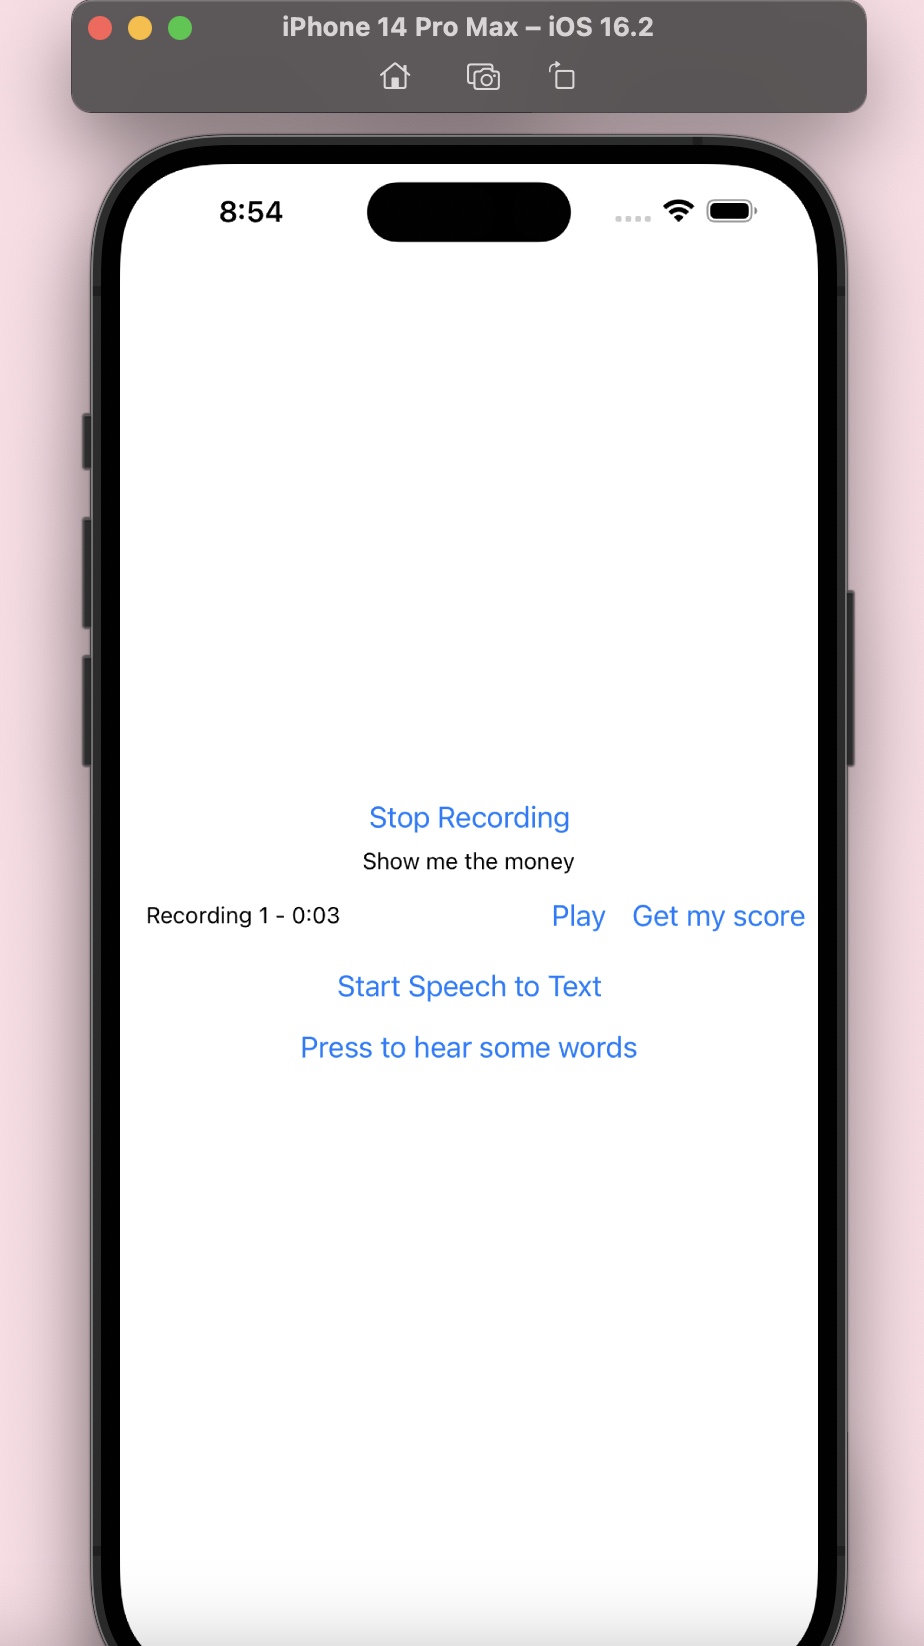 iPhone 14 Pro Max – iOS 16.2
8:54
Stop Recording
Show me the money
Recording 1 - 0:03 Play Get my score
Start Speech to Text
Press to hear some words